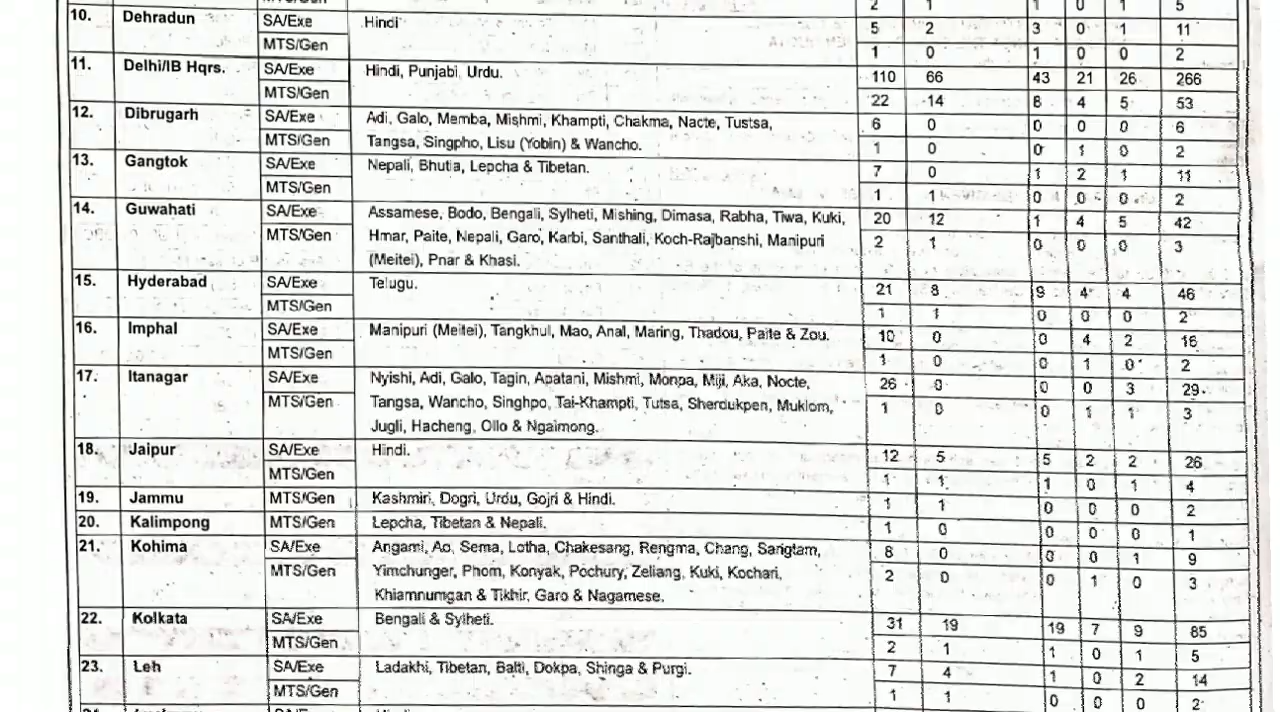 2 1 1 0 1 5
10. Dehradun SA/Exe Hindi 5 2 3 0 1 11
MTS/Gen 1 0 1 0 0 2
11. Delhi/IB Hqrs. SA/Exe Hindi, Punjabi, Urdu. 110 66 43 21 26 266
MTS/Gen 22 14 8 4 5 53
12. Dibrugarh SA/Exe Adi, Galo, Memba, Mishmi, Khampti, Chakma, Nacte, Tustsa, 6 0 0 0 0 6
MTS/Gen Tangsa, Singpho, Lisu (Yobin) & Wancho. 1 0 0 1 0 2
13. Gangtok SA/Exe Nepali, Bhutia, Lepcha & Tibetan. 7 0 1 2 1 11
MTS/Gen 1 1 0 0 0 2
14. Guwahati SA/Exe Assamese, Bodo, Bengali, Sylheti, Mishing, Dimasa, Rabha, Tiwa, Kuki, 20 12 1 4 5 42
MTS/Gen Hmar, Paite, Nepali, Garo, Karbi, Santhali, Koch-Rajbanshi, Manipuri 2 1 0 0 0 3
(Meitei), Pnar & Khasi.
15. Hyderabad SA/Exe Telugu. 21 8 9 4 4 46
MTS/Gen 1 1 0 0 0 2
16. Imphal SA/Exe Manipuri (Meitei), Tangkhul, Mao, Anal, Maring, Thadou, Paite & Zou. 10 0 0 4 2 16
MTS/Gen 1 0 0 1 0 2
17. Itanagar SA/Exe Nyishi, Adi, Galo, Tagin, Apatani, Mishmi, Monpa, Miji, Aka, Nocte, 26 0 0 0 3 29
MTS/Gen Tangsa, Wancho, Singhpo, Tai-Khampti, Tutsa, Sherdukpen, Muklom, 1 0 0 1 1 3
Jugli, Hacheng, Ollo & Ngaimong.
18. Jaipur SA/Exe Hindi. 12 5 5 2 2 26
MTS/Gen 1 1 1 0 1 4
19. Jammu MTS/Gen Kashmiri, Dogri, Urdu, Gojri & Hindi. 1 1 0 0 0 2
20. Kalimpong MTS/Gen Lepcha, Tibetan & Nepali. 1 0 0 0 0 1
21. Kohima SA/Exe Angami, Ao, Sema, Lotha, Chakesang, Rengma, Chang, Sangtam, 8 0 0 0 1 9
MTS/Gen Yimchunger, Phom, Konyak, Pochury, Zeliang, Kuki, Kochari, 2 0 0 1 0 3
Khiamnumgan & Tikhir, Garo & Nagamese.
22. Kolkata SA/Exe Bengali & Sylheti. 31 19 19 7 9 85
MTS/Gen 2 1 1 0 1 5
23. Leh SA/Exe Ladakhi, Tibetan, Balti, Dokpa, Shinga & Purgi. 7 4 1 0 2 14
MTS/Gen 1 1 0 0 0 2